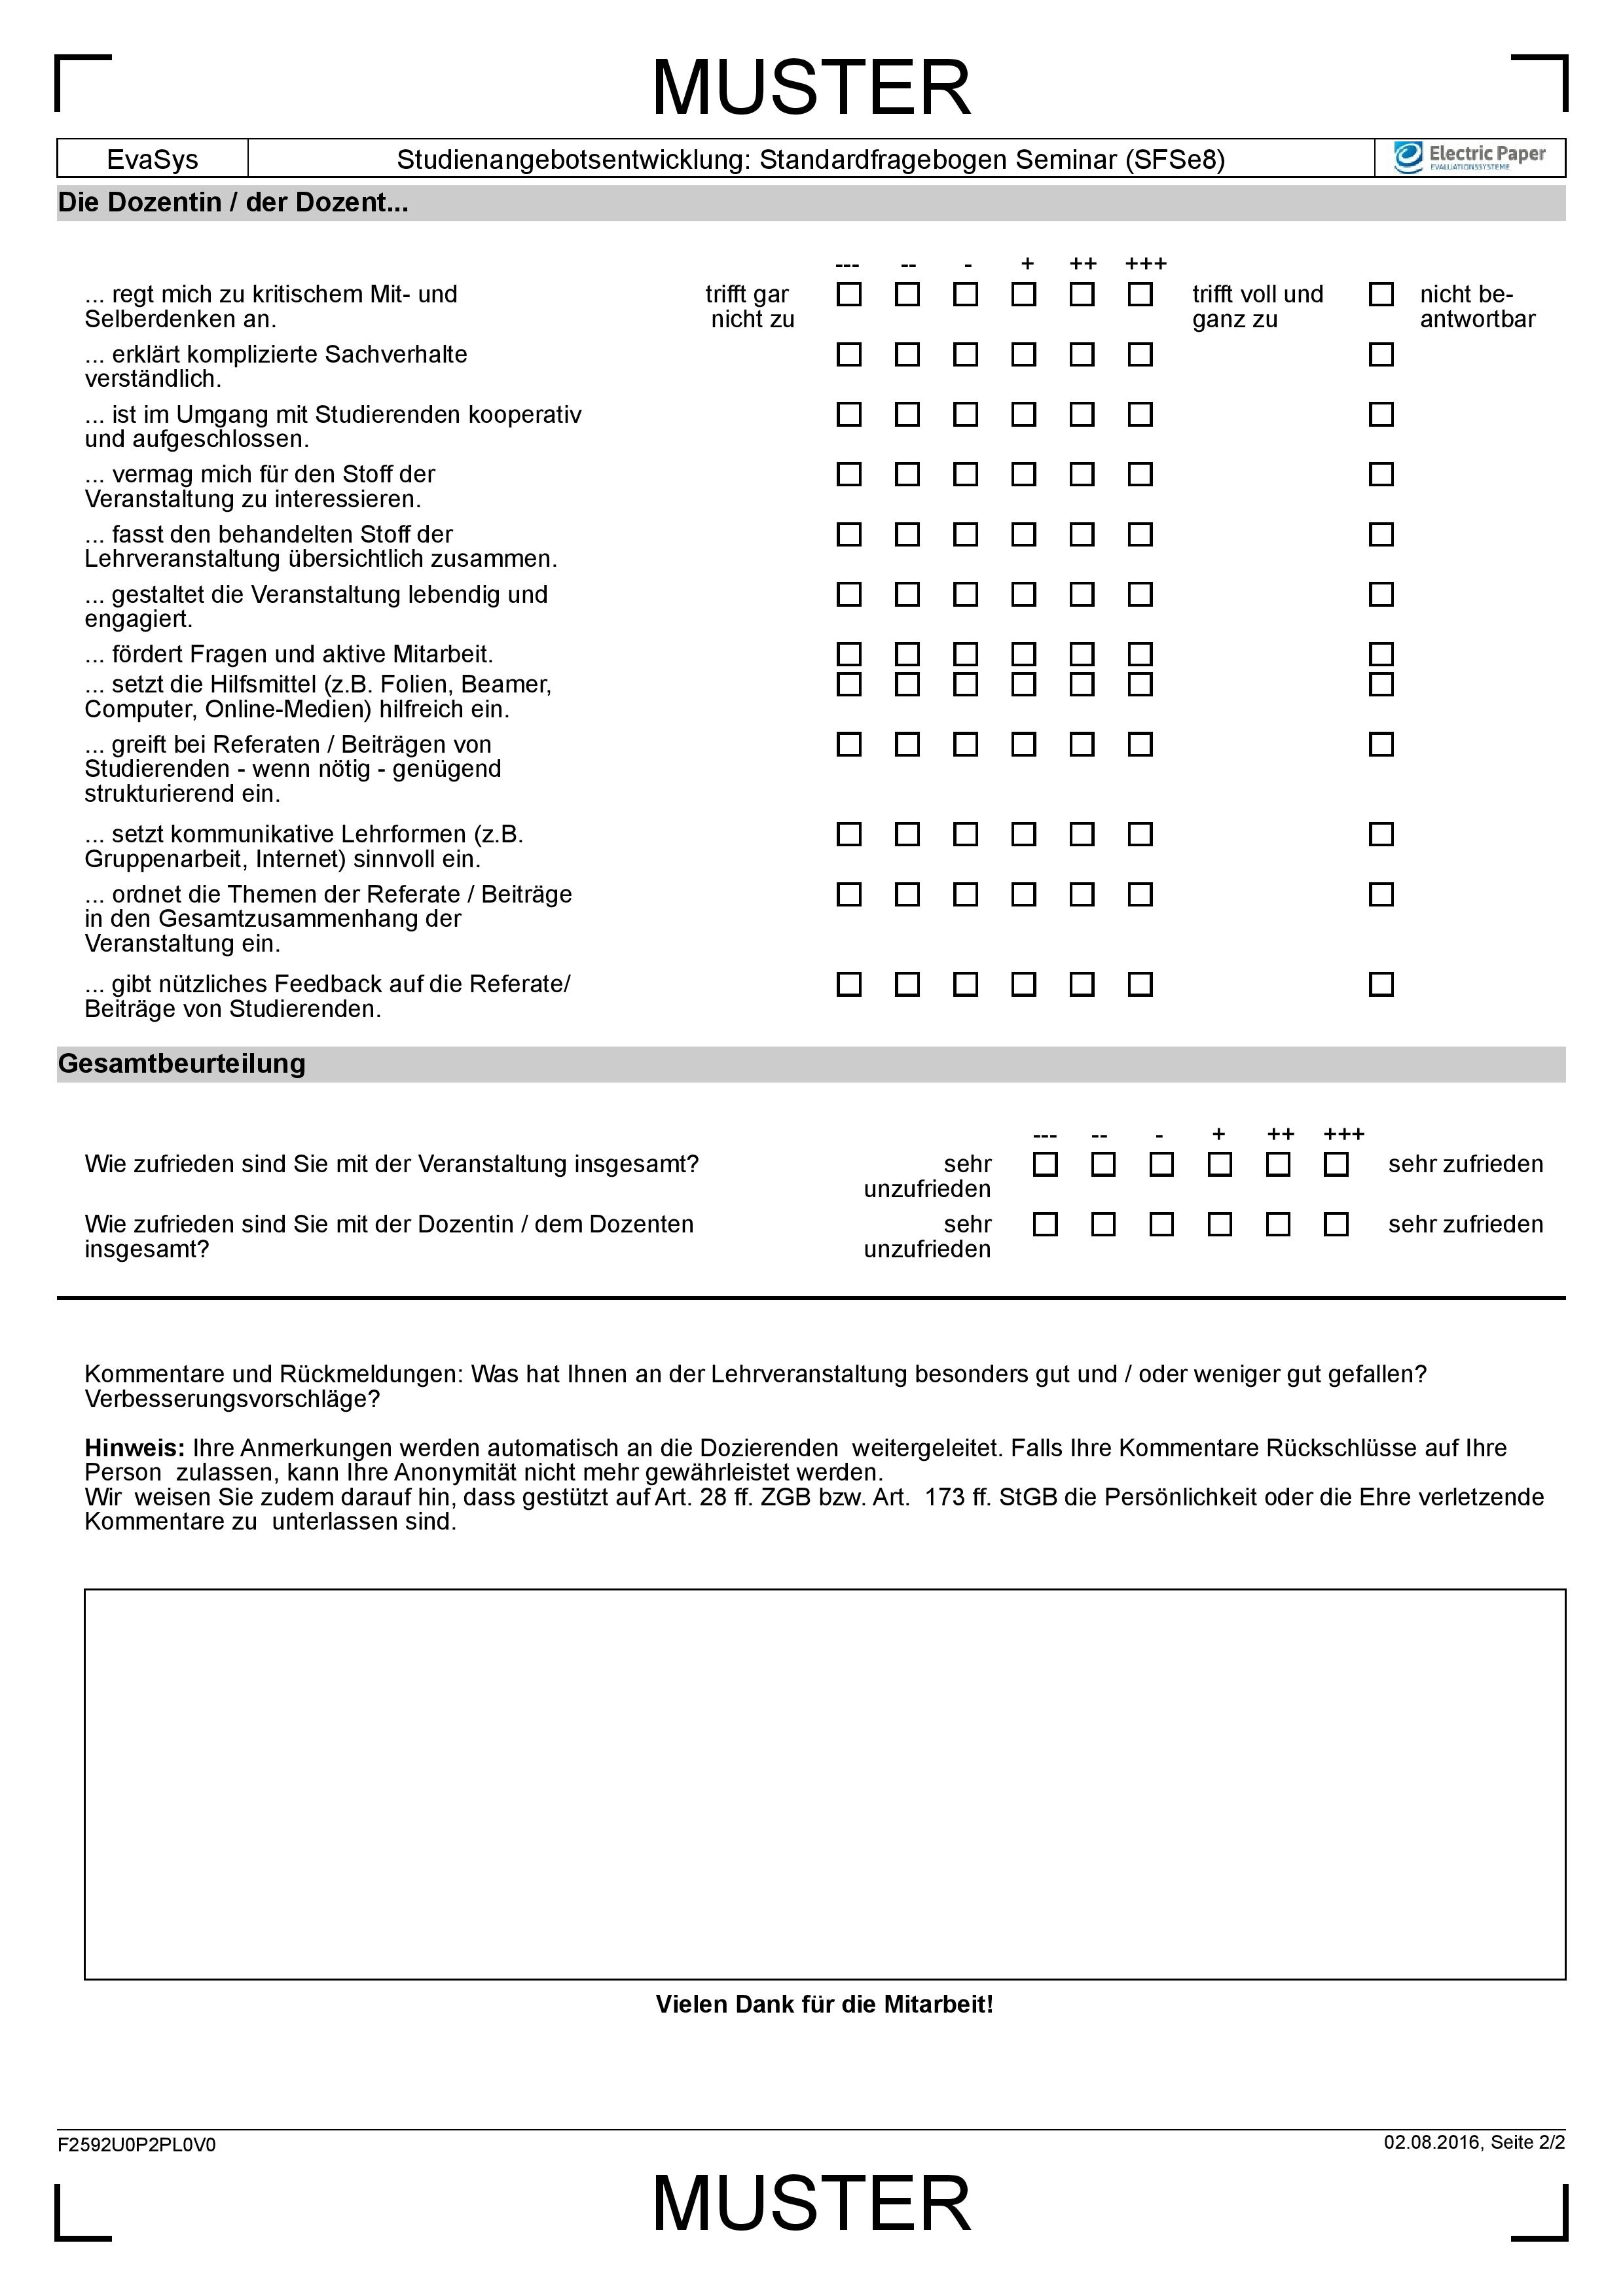 MUSTER
EvaSys Studienangebotsentwicklung: Standardfragebogen Seminar (SFSe8) Electric Paper
EVALUATIONSSYSTEME
Die Dozentin / der Dozent...
--- -- - + ++ +++
... regt mich zu kritischem Mit- und trifft gar trifft voll und nicht be-
Selberdenken an. nicht zu ganz zu antwortbar
... erklärt komplizierte Sachverhalte
verständlich.
... ist im Umgang mit Studierenden kooperativ
und aufgeschlossen.
... vermag mich für den Stoff der
Veranstaltung zu interessieren.
... fasst den behandelten Stoff der
Lehrveranstaltung übersichtlich zusammen.
... gestaltet die Veranstaltung lebendig und
engagiert.
... fördert Fragen und aktive Mitarbeit.
... setzt die Hilfsmittel (z.B. Folien, Beamer,
Computer, Online-Medien) hilfreich ein.
... greift bei Referaten / Beiträgen von
Studierenden - wenn nötig - genügend
strukturierend ein.
... setzt kommunikative Lehrformen (z.B.
Gruppenarbeit, Internet) sinnvoll ein.
... ordnet die Themen der Referate / Beiträge
in den Gesamtzusammenhang der
Veranstaltung ein.
... gibt nützliches Feedback auf die Referate/
Beiträge von Studierenden.
Gesamtbeurteilung
--- -- - + ++ +++
Wie zufrieden sind Sie mit der Veranstaltung insgesamt? sehr sehr zufrieden
unzufrieden
Wie zufrieden sind Sie mit der Dozentin / dem Dozenten sehr sehr zufrieden
insgesamt? unzufrieden
Kommentare und Rückmeldungen: Was hat Ihnen an der Lehrveranstaltung besonders gut und / oder weniger gut gefallen?
Verbesserungsvorschläge?
Hinweis: Ihre Anmerkungen werden automatisch an die Dozierenden weitergeleitet. Falls Ihre Kommentare Rückschlüsse auf Ihre
Person zulassen, kann Ihre Anonymität nicht mehr gewährleistet werden.
Wir weisen Sie zudem darauf hin, dass gestützt auf Art. 28 ff. ZGB bzw. Art. 173 ff. StGB die Persönlichkeit oder die Ehre verletzende
Kommentare zu unterlassen sind.
Vielen Dank für die Mitarbeit!
F2592U0P2PL0V0 02.08.2016, Seite 2/2
MUSTER